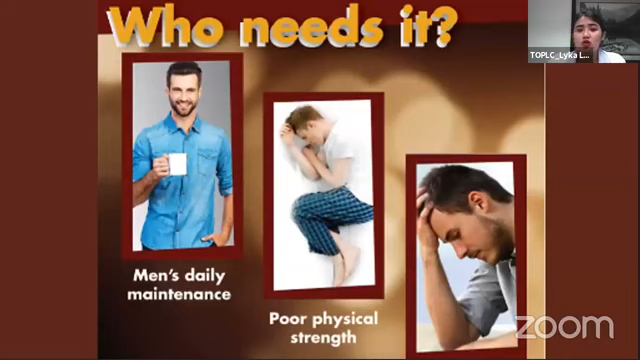 Who needs it?
TOPLC_Lyka L...
Men's daily
maintenance
Poor physical
strength
zoom